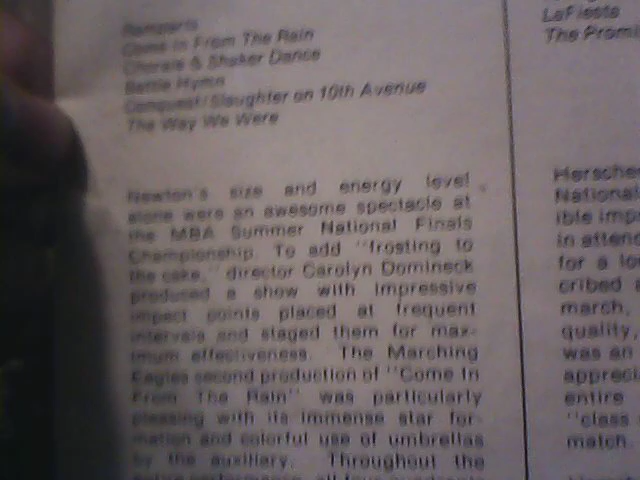 Ramparts
Come In From The Rain
Chorale & Shaker Dance
Battle Hymn
Conquest/Slaughter on 10th Avenue
The Way We Were
Newton's size and energy level
alone were an awesome spectacle at
the MBA Summer National Finals
Championship. To add "frosting to
the cake," director Carolyn Domineck
produced a show with impressive
impact points placed at frequent
intervals and staged them for max-
imum effectiveness. The Marching
Eagles second production of "Come In
From The Rain" was particularly
pleasing with its immense star for-
mation and colorful use of umbrellas
by the auxiliary. Throughout the
LaFiesta
The Promi
Hersche
National
ible imp
in attend
for a lo
cribed a
march,
quality,
was an
apprecia
entire
"class
match.